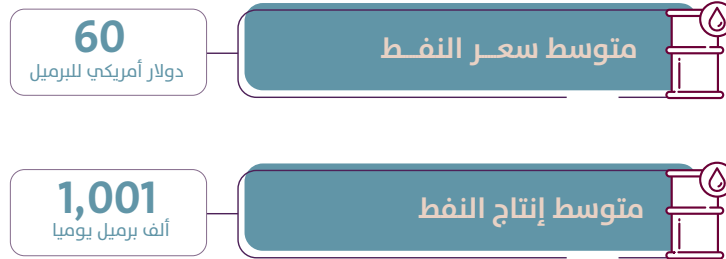 متوسط سعــر النفــط
60
دولار أمريكي للبرميل
متوسط إنتاج النفط
1,001
ألف برميل يوميا